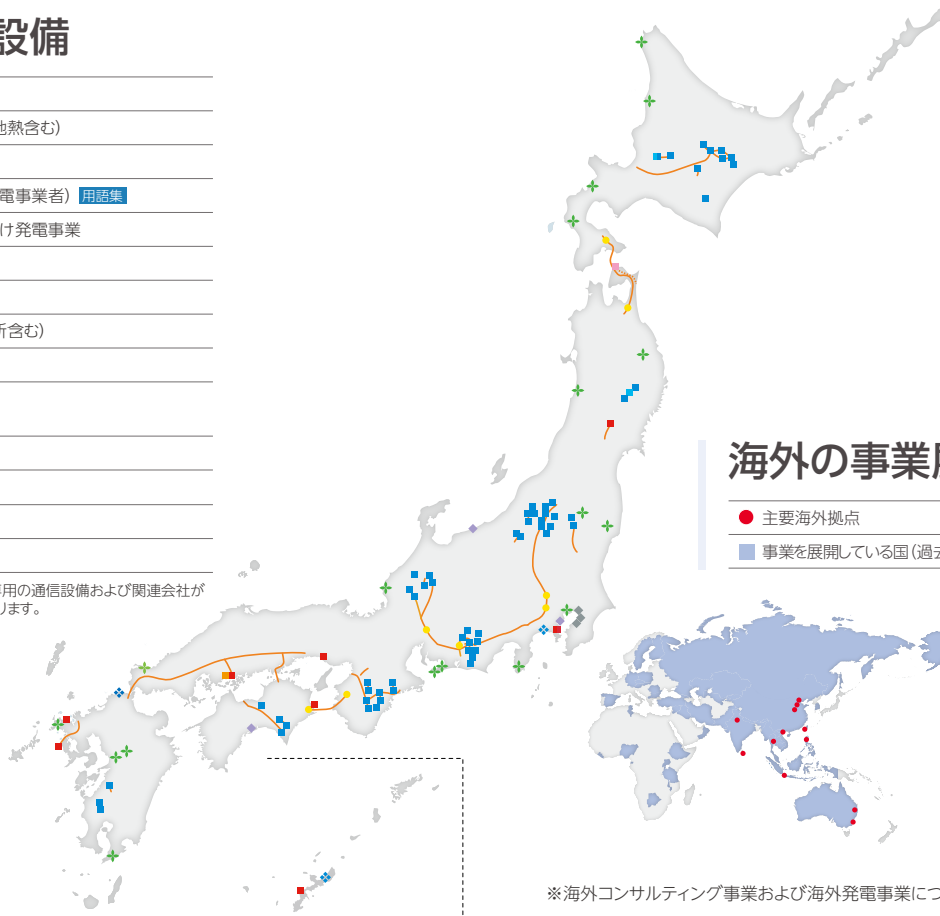 設備
熱含む)
電事業者) 用語集
け発電事業
所含む)
専用の通信設備および関連会社が
ります。
海外の事業
主要海外拠点
事業を展開している国(過去
※海外コンサルティング事業および海外発電事業につ